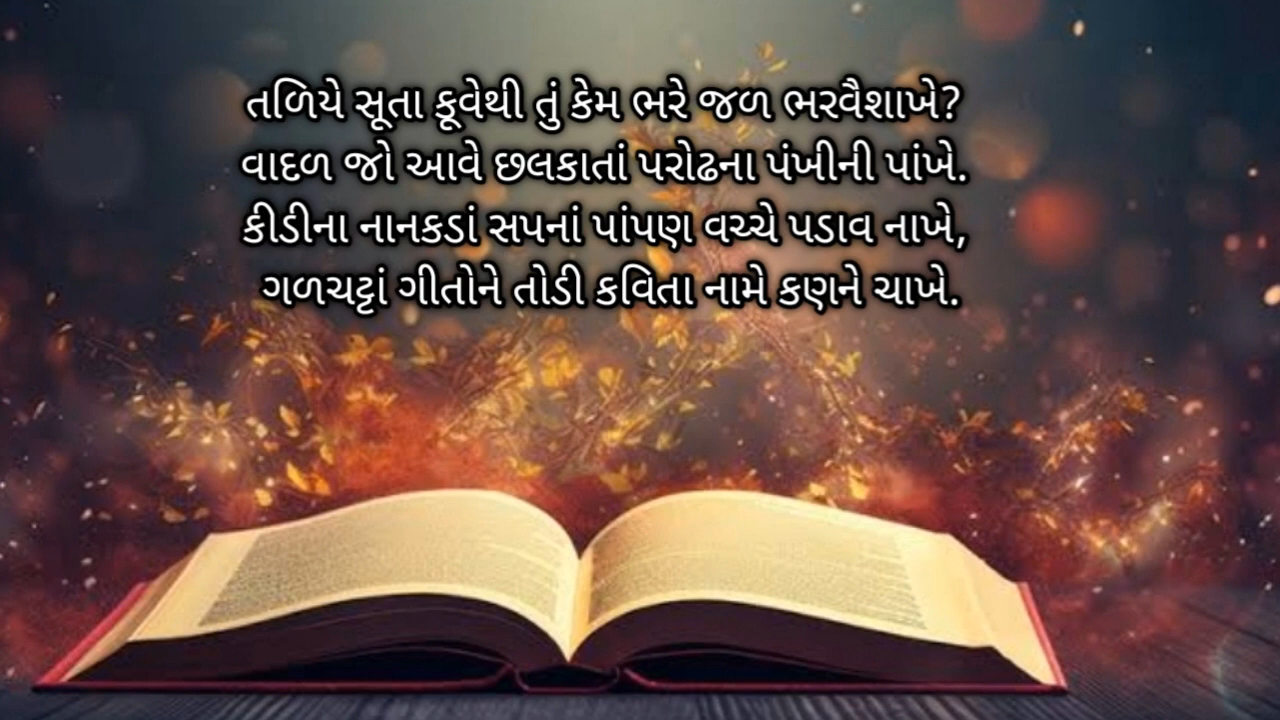 તળિયે સૂતા કૂવેથી તું કેમ ભરે જળ ભરવૈશાખે?
વાદળ જો આવે છલકાતાં પરોઢના પંખીની પાંખે.
કીડીના નાનકડાં સપનાં પાંપણ વચ્ચે પડાવ નાખે,
ગળચટ્ટાં ગીતોને તોડી કવિતા નામે કણને ચાખે.